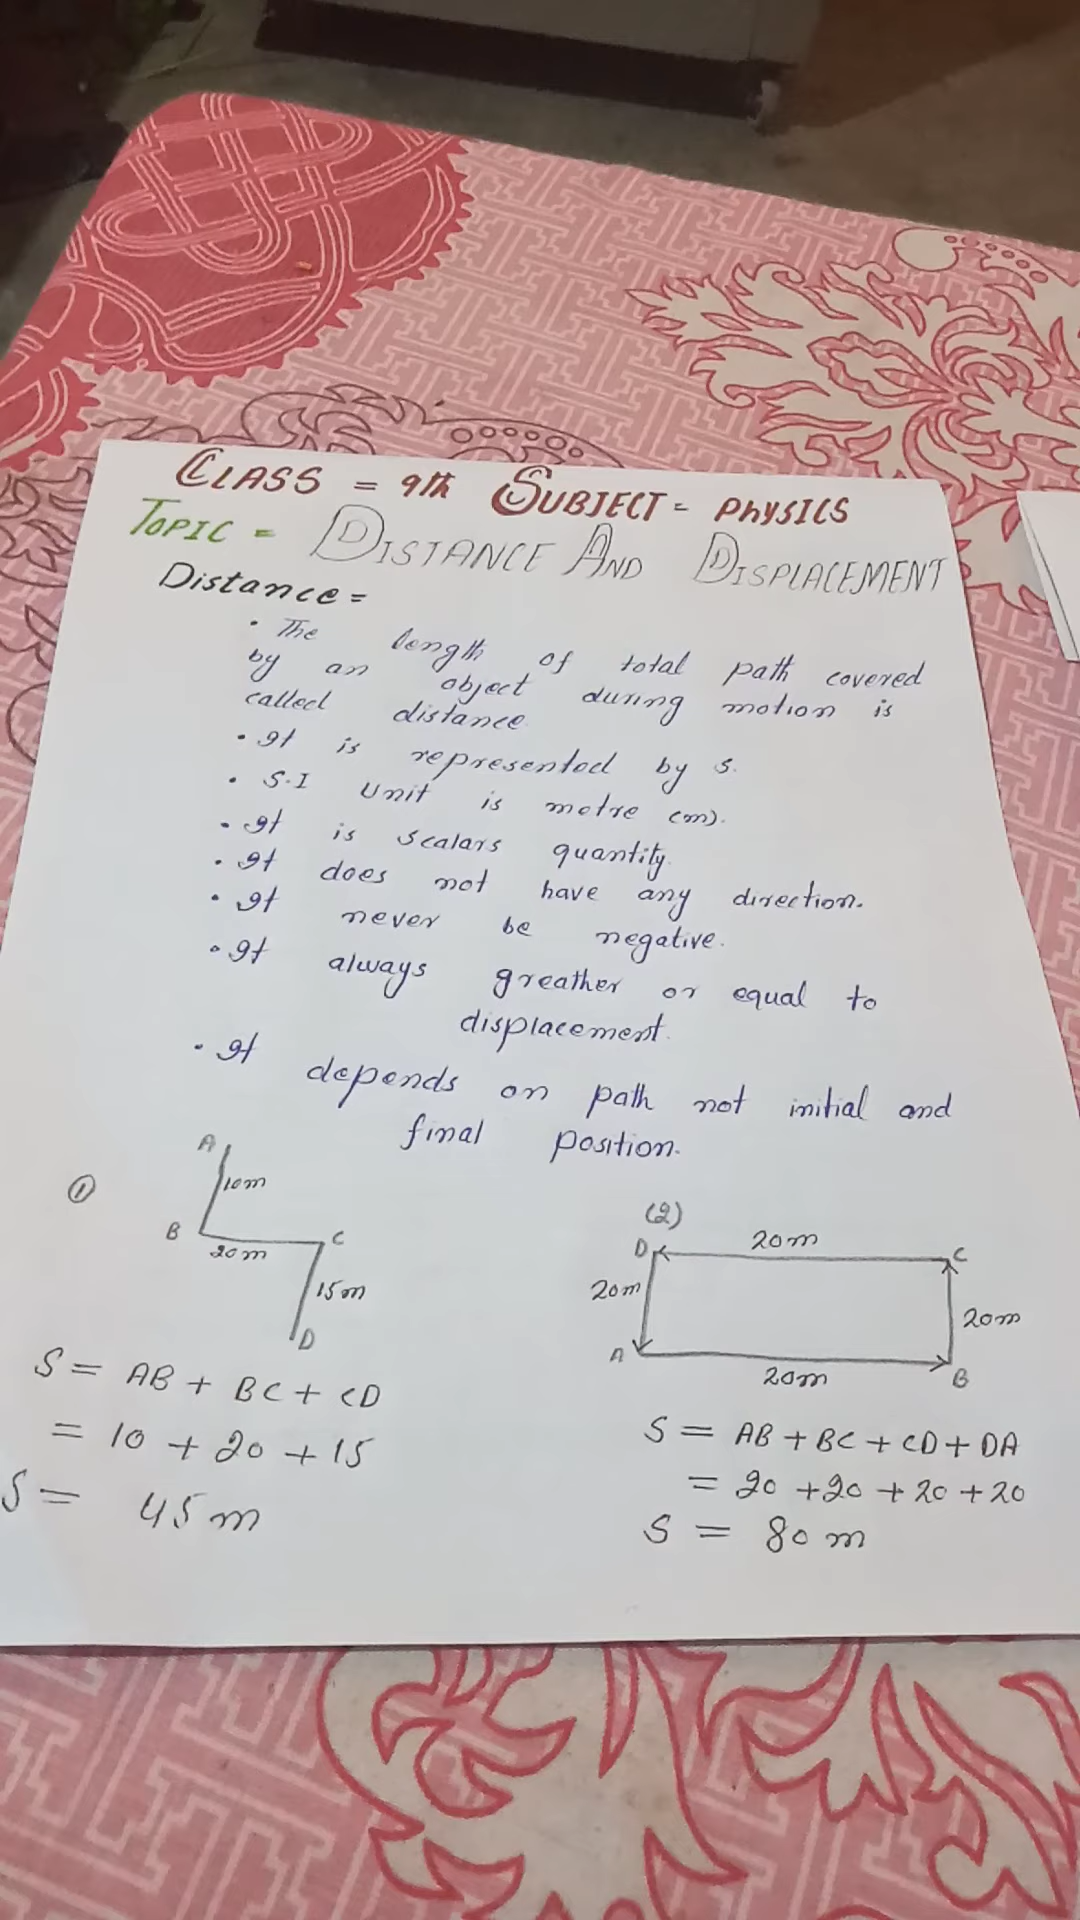 CLASS = 9th SUBJECT = PHYSICS
TOPIC = DISTANCE AND DISPLACEMENT
Distance =
• The length of total path covered
by an object during motion is
called distance.
• It is represented by s.
• S.I Unit is metre (m).
• It is scalars quantity.
• It does not have any direction.
• It never be negative.
• It always greather or equal to
displacement.
• It depends on path not initial and
final position.
①
A
10m
B
20m
C
15m
D
S = AB + BC + CD
= 10 + 20 + 15
S = 45 m
(2)
D 20m C
20m
20m
A 20m B
S = AB + BC + CD + DA
= 20 + 20 + 20 + 20
S = 80 m